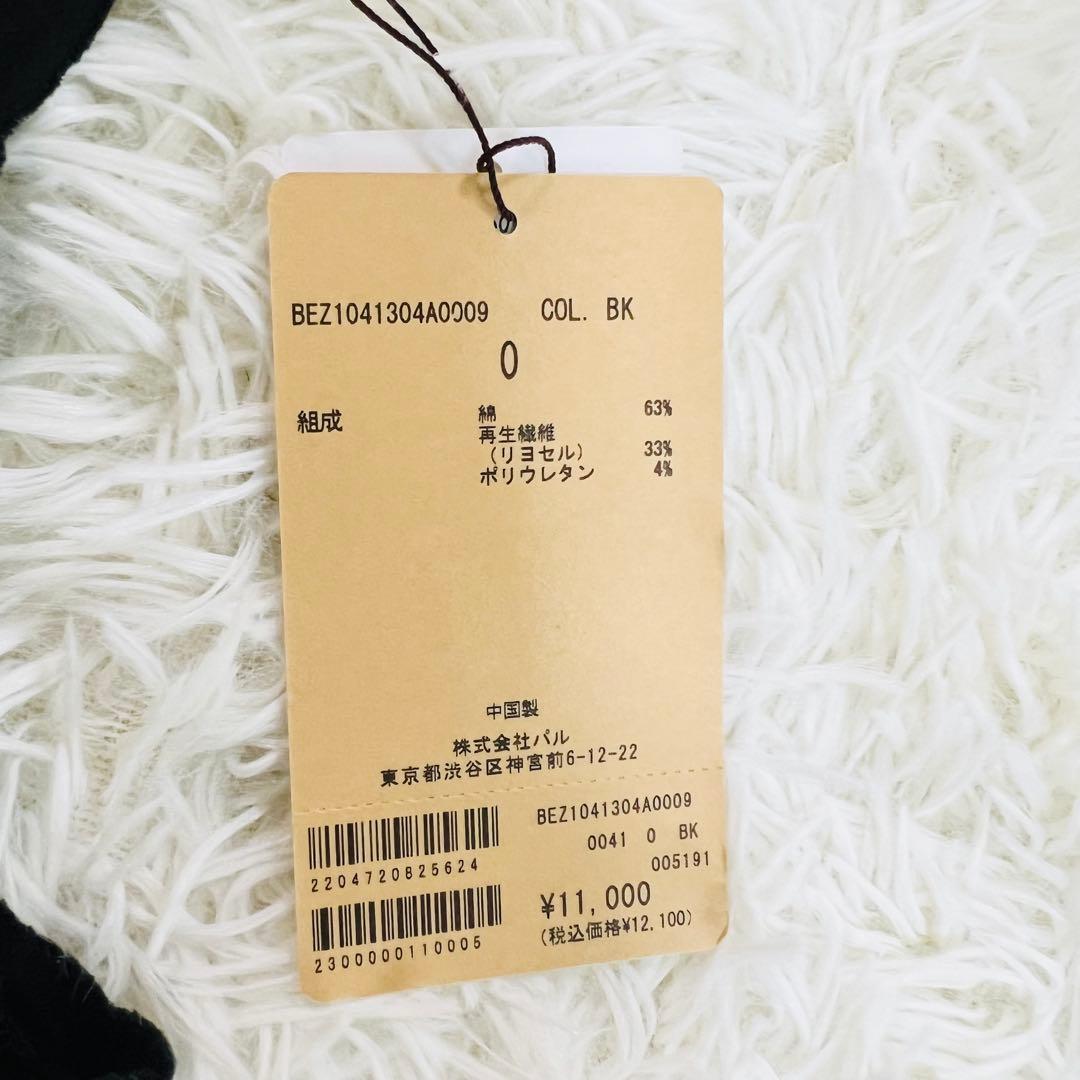 BEZ1041304A0009 COL. BK
0
組成 綿 63%
再生繊維
(リヨセル) 33%
ポリウレタン 4%
中国製
株式会社パル
東京都渋谷区神宮前6-12-22
BEZ1041304A0009
0041 0 BK
005191
2204720825624
¥11,000
(税込価格¥12,100)
2300000110005